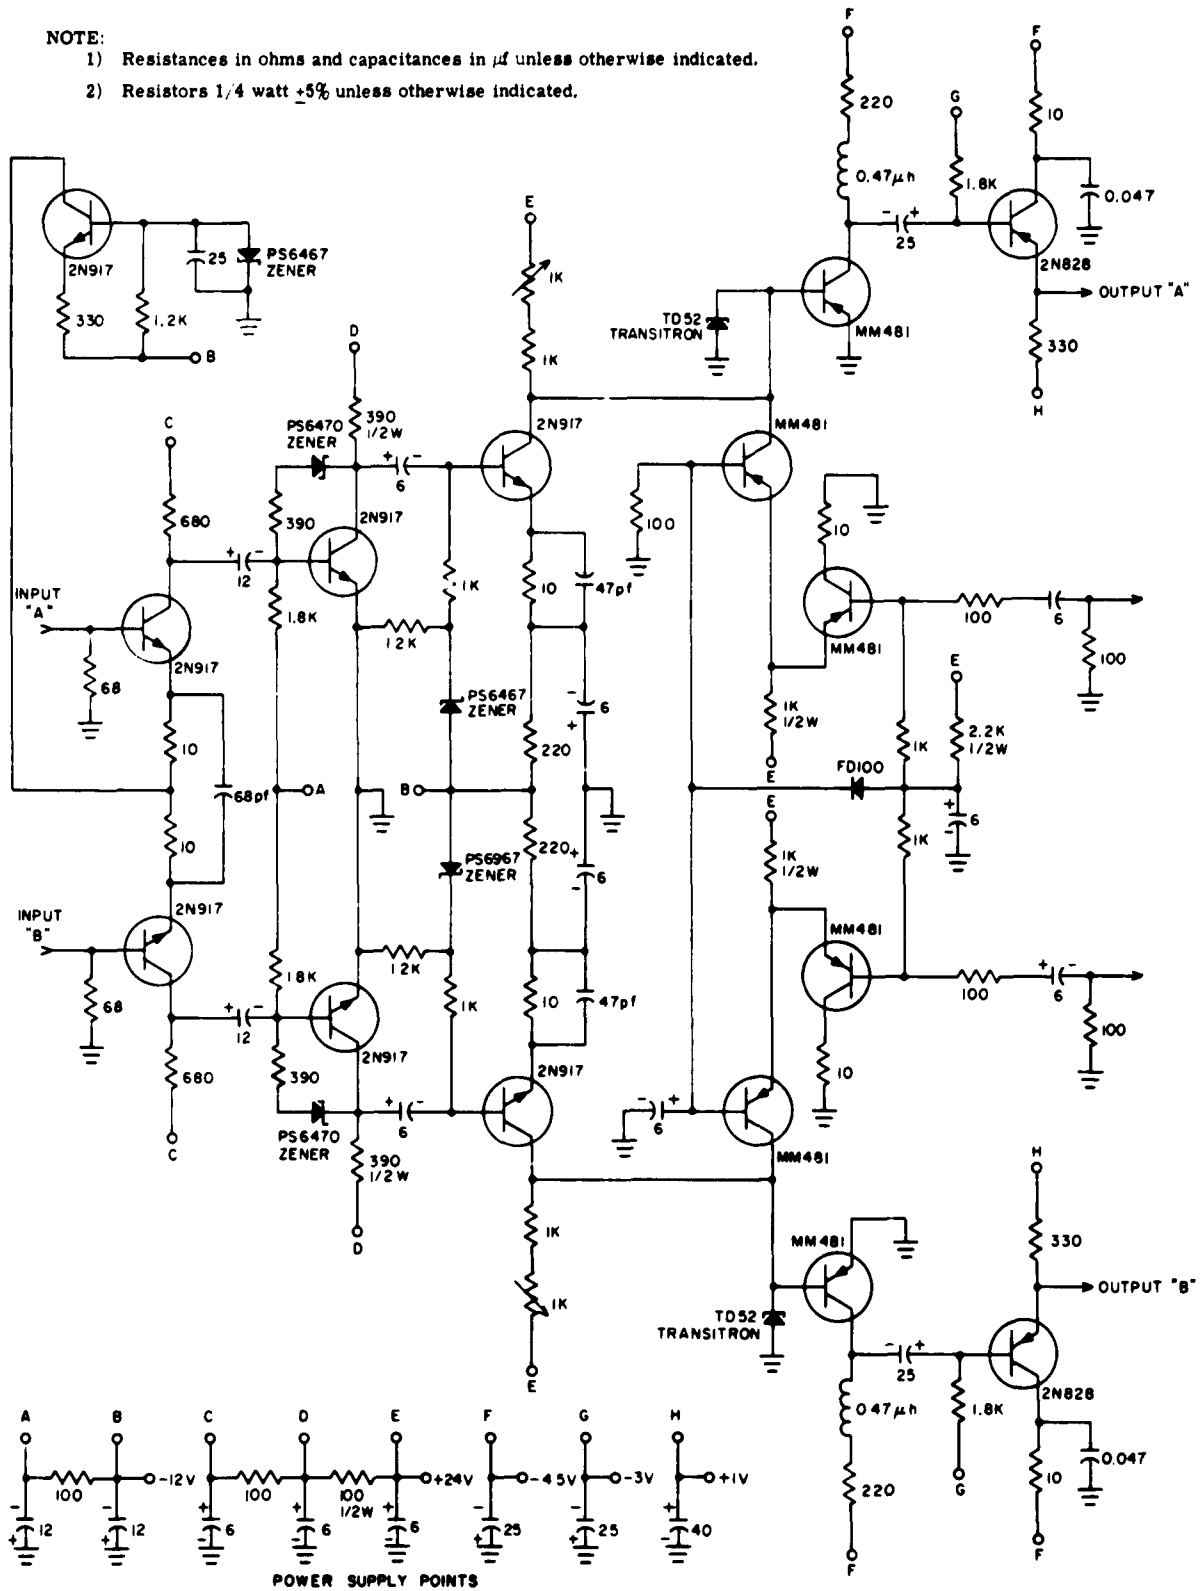 NOTE:
1) Resistances in ohms and capacitances in μf unless otherwise indicated.
2) Resistors 1/4 watt ±5% unless otherwise indicated.
F
F
220
G
10
0.47μh
1.8K
0.047
- +
25
2N828
OUTPUT "A"
TD52
TRANSITRON
MM481
330
H
2N917
25
PS6467
ZENER
330
1.2K
B
E
1K
1K
D
390
1/2W
PS6470
ZENER
2N917
MM481
C
680
390
2N917
+ -
6
100
10
+ -
12
1K
10
47pf
INPUT
"A"
1.8K
12K
MM481
100
6
100
2N917
68
PS6467
ZENER
-
6
+
E
10
220
1K
1/2W
1K
2.2K
1/2W
E
FD100
68pf
A
B
E
+
6
-
1K
10
220
+
6
-
1K
1/2W
PS6967
ZENER
INPUT
"B"
2N917
MM481
18K
12K
1K
10
47pf
100
+ -
6
100
68
+ -
12
2N917
10
680
390
2N917
PS6470
ZENER
+ -
6
- +
6
MM481
C
390
1/2W
D
1K
1K
MM481
H
330
OUTPUT "B"
TD52
TRANSITRON
E
- +
25
2N828
0.47μh
1.8K
0.047
220
G
10
F
F
A B C D E F G H
-12V +24V -4.5V -3V +1V
100 100 100
1/2W
- - + + + - - +
12 12 6 6 6 25 25 40
+ + - - - + + -
POWER SUPPLY POINTS